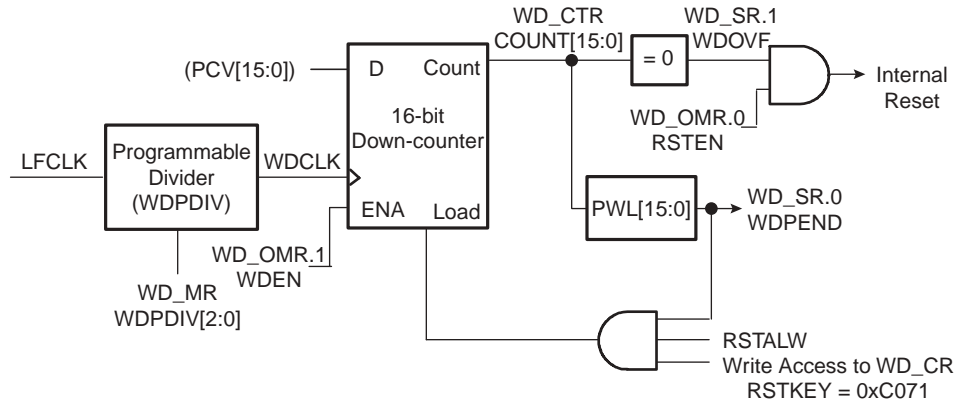 WD_CTR
COUNT[15:0]
WD_SR.1
WDOVF
(PCV[15:0])
D
Count
= 0
Internal
Reset
16-bit
Down-counter
WD_OMR.0
RSTEN
LFCLK
Programmable
Divider
(WDPDIV)
WDCLK
ENA
Load
PWL[15:0]
WD_SR.0
WDPEND
WD_OMR.1
WDEN
WD_MR
WDPDIV[2:0]
RSTALW
Write Access to WD_CR
RSTKEY = 0xC071